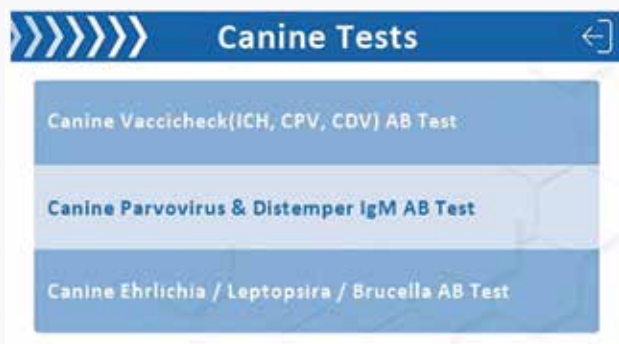 Canine Tests
Canine Vaccicheck(ICH, CPV, CDV) AB Test
Canine Parvovirus & Distemper IgM AB Test
Canine Ehrlichia / Leptopsira / Brucella AB Test